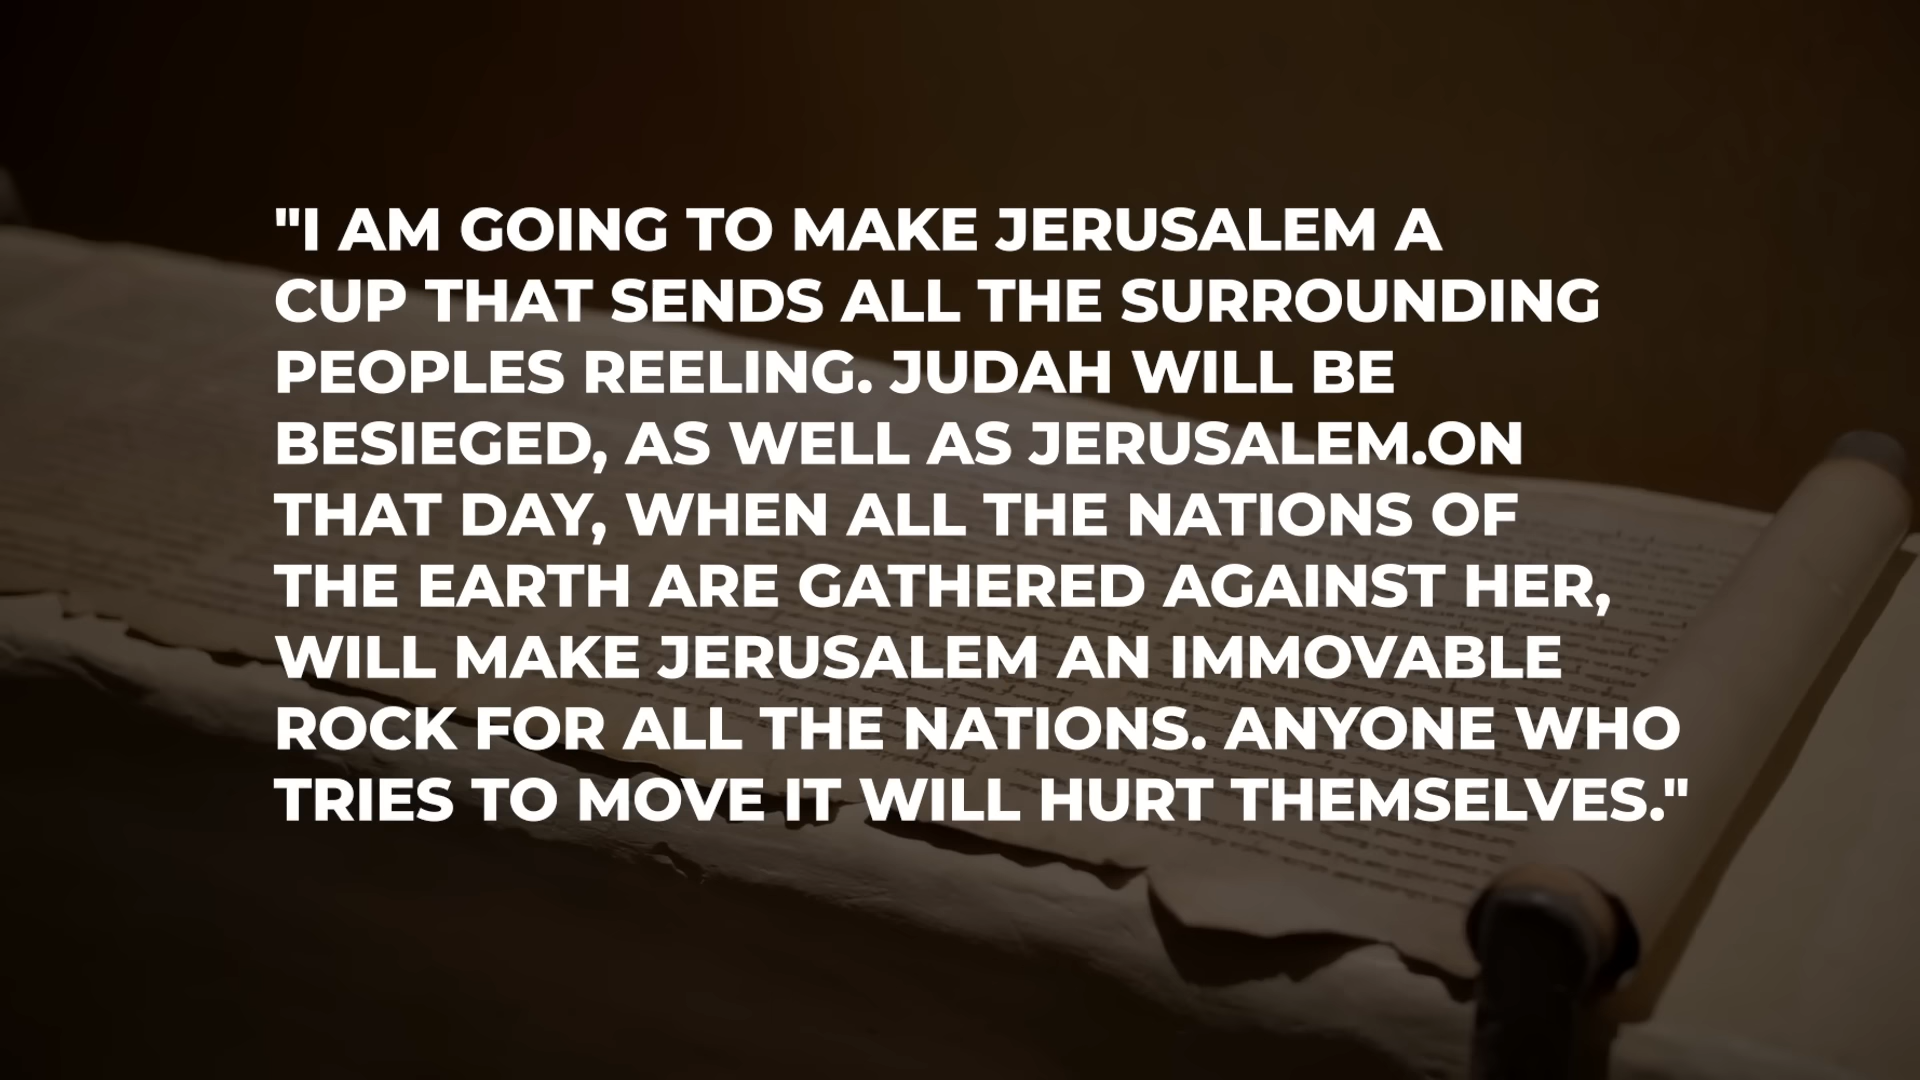 "I AM GOING TO MAKE JERUSALEM A
CUP THAT SENDS ALL THE SURROUNDING
PEOPLES REELING. JUDAH WILL BE
BESIEGED, AS WELL AS JERUSALEM.ON
THAT DAY, WHEN ALL THE NATIONS OF
THE EARTH ARE GATHERED AGAINST HER,
WILL MAKE JERUSALEM AN IMMOVABLE
ROCK FOR ALL THE NATIONS. ANYONE WHO
TRIES TO MOVE IT WILL HURT THEMSELVES."